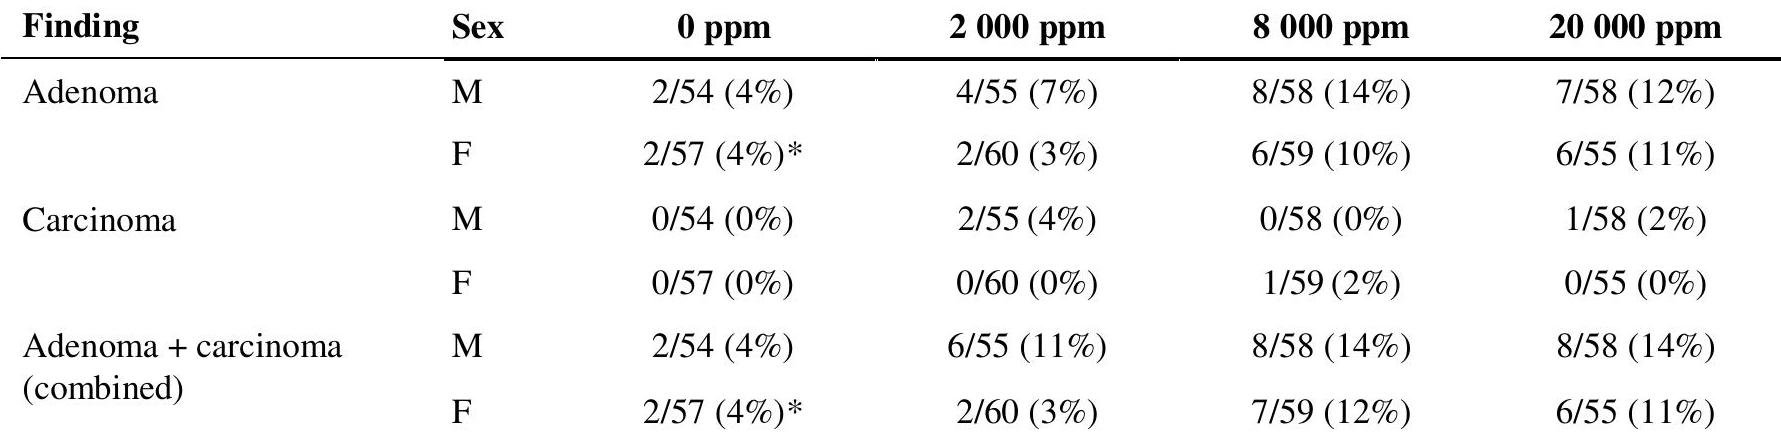 Finding Sex 0 ppm 2 000 ppm 8 000 ppm 20 000 ppm
Adenoma M 2/54 (4%) 4/55 (7%) 8/58 (14%) 7/58 (12%)
F 2/57 (4%)* 2/60 (3%) 6/59 (10%) 6/55 (11%)
Carcinoma M 0/54 (0%) 2/55 (4%) 0/58 (0%) 1/58 (2%)
F 0/57 (0%) 0/60 (0%) 1/59 (2%) 0/55 (0%)
Adenoma + carcinoma M 2/54 (4%) 6/55 (11%) 8/58 (14%) 8/58 (14%)
(combined)
F 2/57 (4%)* 2/60 (3%) 7/59 (12%) 6/55 (11%)